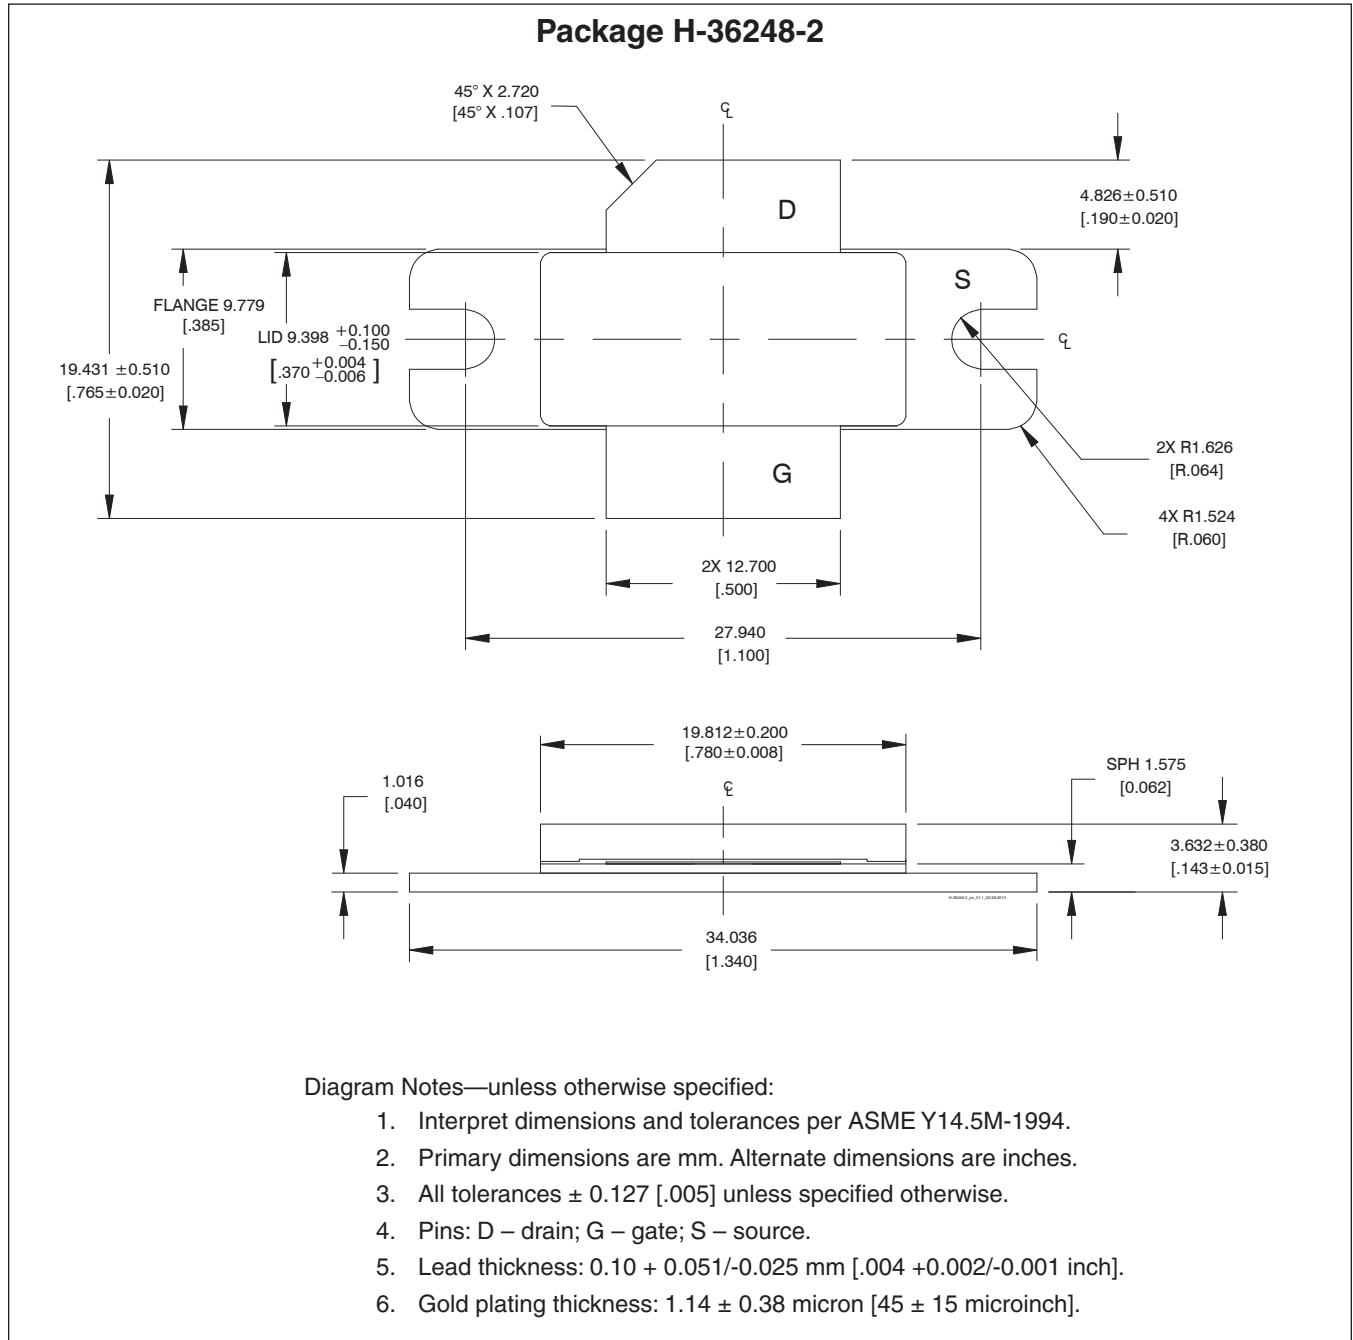 Package H-36248-2
45° X 2.720
[45° X .107]
C
L
4.826±0.510
[.190±0.020]
D
S
FLANGE 9.779
[.385]
LID 9.398 +0.100
–0.150
[.370 +0.004
–0.006 ]
C
L
19.431 ±0.510
[.765±0.020]
2X R1.626
[R.064]
G
4X R1.524
[R.060]
2X 12.700
[.500]
27.940
[1.100]
19.812±0.200
[.780±0.008]
SPH 1.575
[0.062]
1.016
[.040]
C
L
3.632±0.380
[.143±0.015]
34.036
[1.340]
Diagram Notes—unless otherwise specified:
1. Interpret dimensions and tolerances per ASME Y14.5M-1994.
2. Primary dimensions are mm. Alternate dimensions are inches.
3. All tolerances ± 0.127 [.005] unless specified otherwise.
4. Pins: D – drain; G – gate; S – source.
5. Lead thickness: 0.10 + 0.051/-0.025 mm [.004 +0.002/-0.001 inch].
6. Gold plating thickness: 1.14 ± 0.38 micron [45 ± 15 microinch].